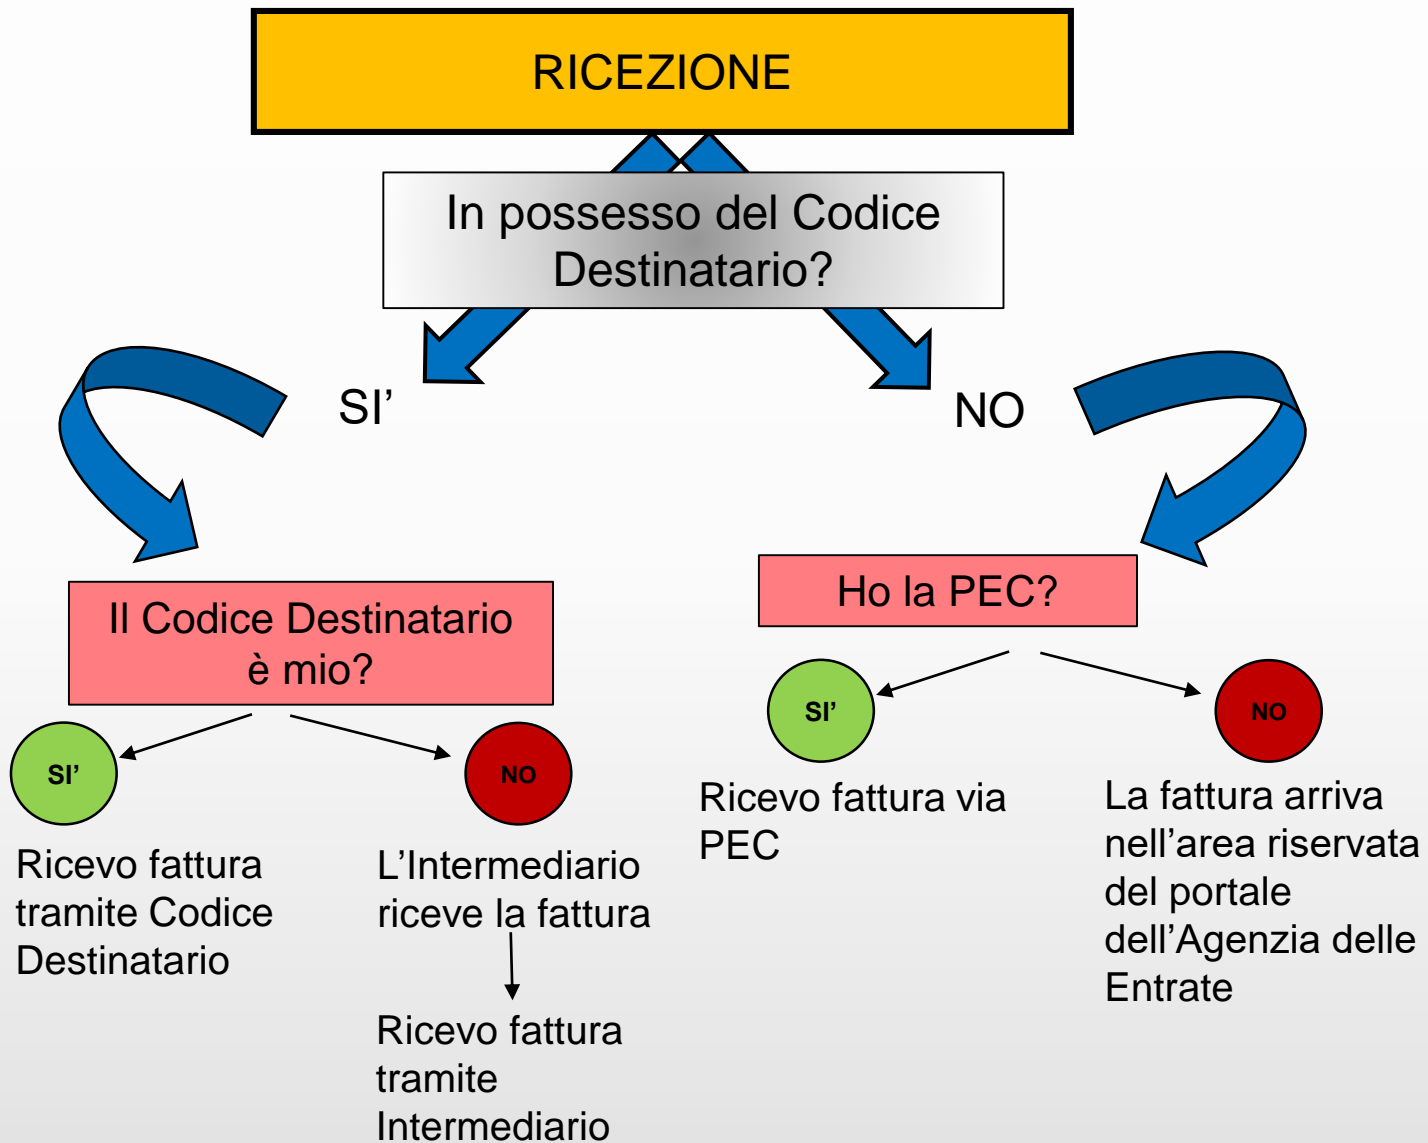 RICEZIONE
In possesso del Codice
Destinatario?
SI’
NO
Il Codice Destinatario
è mio?
SI’
NO
Ricevo fattura
tramite Codice
Destinatario
L’Intermediario
riceve la fattura
Ricevo fattura
tramite
Intermediario
Ho la PEC?
SI’
NO
Ricevo fattura via
PEC
La fattura arriva
nell’area riservata
del portale
dell’Agenzia delle
Entrate